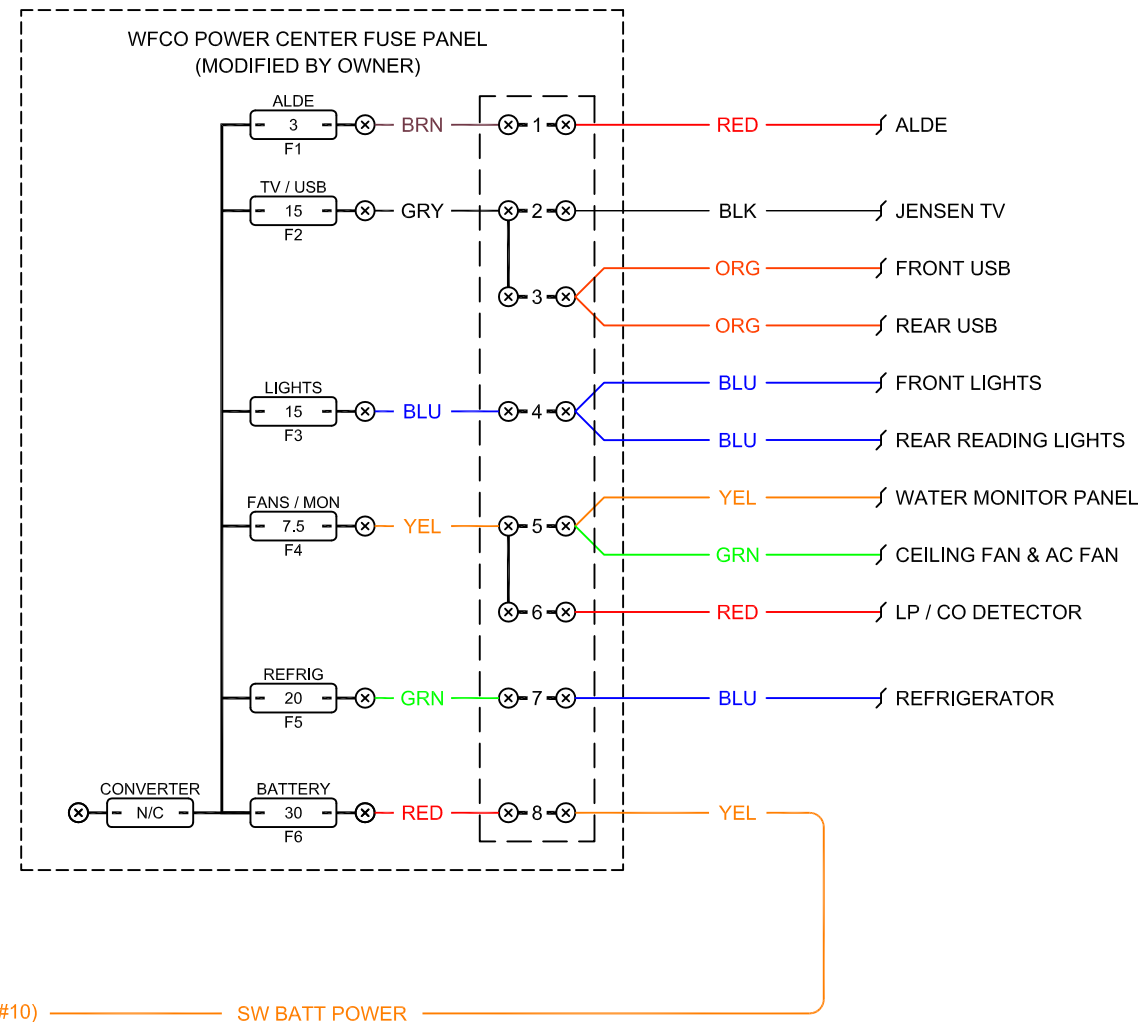 WFCO POWER CENTER FUSE PANEL
(MODIFIED BY OWNER)
ALDE
3
F1
BRN
1
RED
ALDE
TV / USB
15
F2
GRY
2
BLK
JENSEN TV
ORG
FRONT USB
3
ORG
REAR USB
LIGHTS
15
F3
BLU
4
BLU
FRONT LIGHTS
BLU
REAR READING LIGHTS
FANS / MON
7.5
F4
YEL
5
YEL
WATER MONITOR PANEL
GRN
CEILING FAN & AC FAN
6
RED
LP / CO DETECTOR
REFRIG
20
F5
GRN
7
BLU
REFRIGERATOR
CONVERTER
N/C
BATTERY
30
F6
RED
8
YEL
#10)
SW BATT POWER